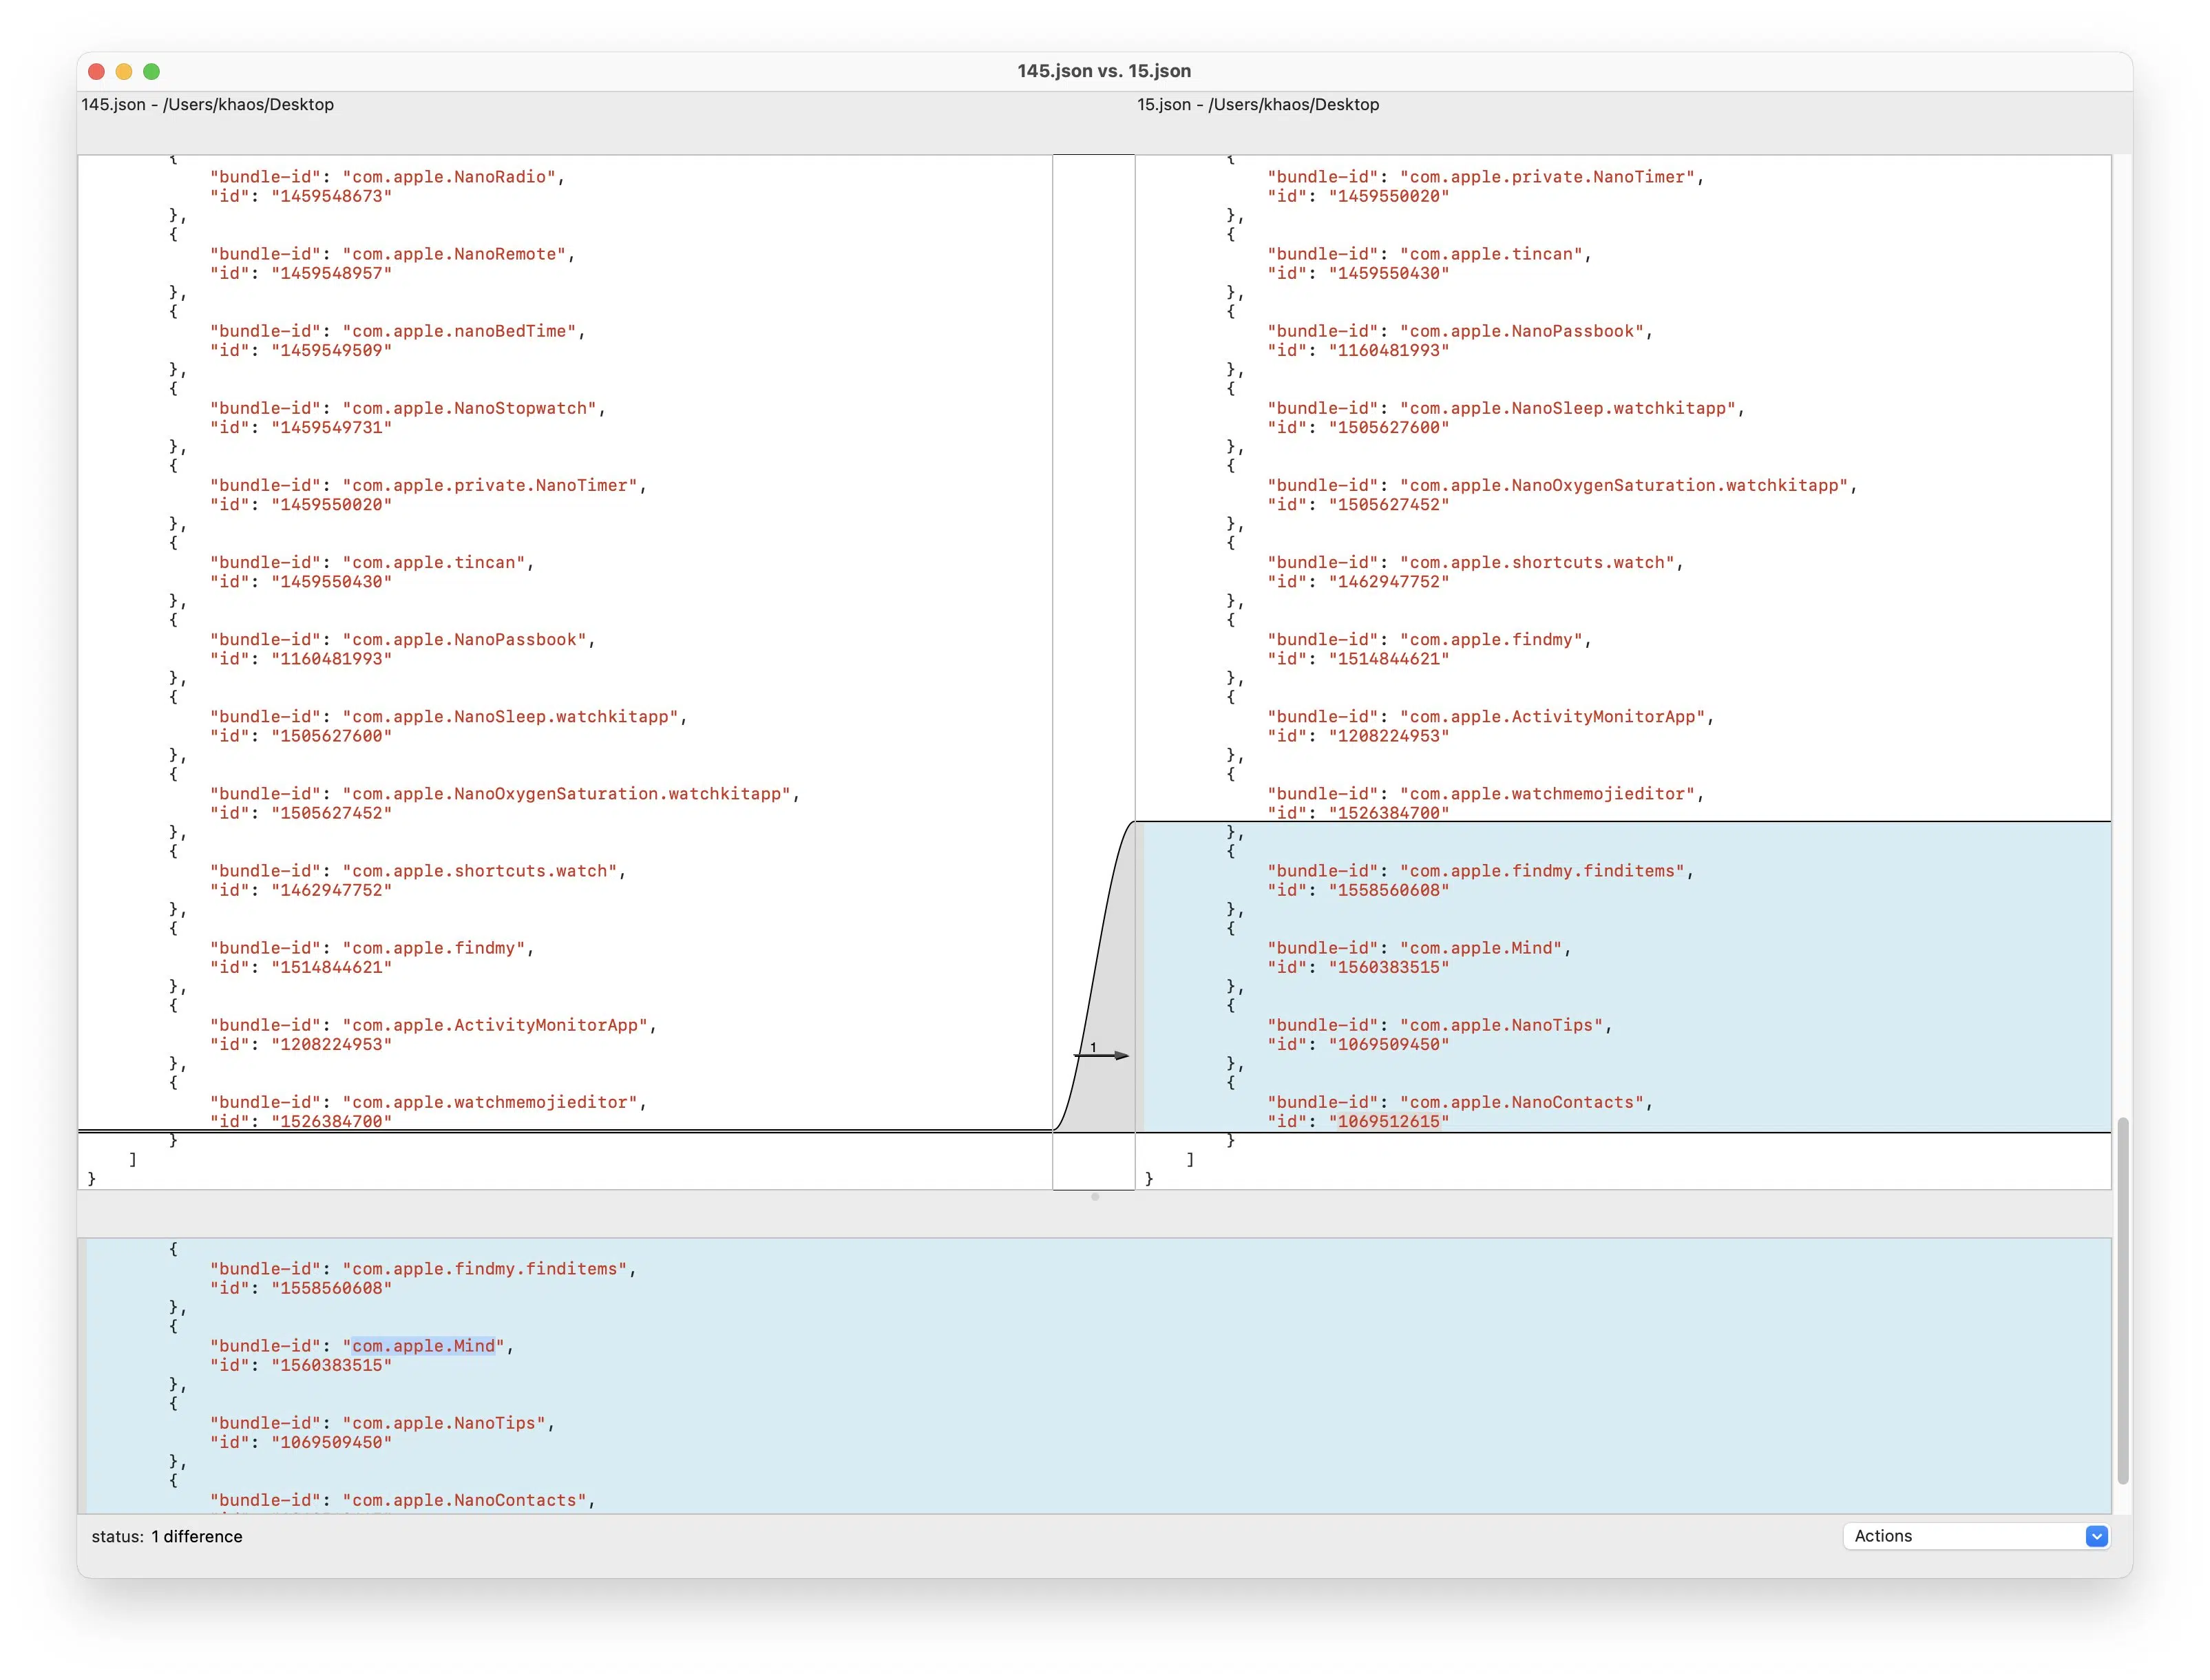 145.json vs. 15.json
145.json - /Users/khaos/Desktop
{
"bundle-id": "com.apple.NanoRadio",
"id": "1459548673"
},
{
"bundle-id": "com.apple.NanoRemote",
"id": "1459548957"
},
{
"bundle-id": "com.apple.nanoBedTime",
"id": "1459549509"
},
{
"bundle-id": "com.apple.NanoStopwatch",
"id": "1459549731"
},
{
"bundle-id": "com.apple.private.NanoTimer",
"id": "1459550020"
},
{
"bundle-id": "com.apple.tincan",
"id": "1459550430"
},
{
"bundle-id": "com.apple.NanoPassbook",
"id": "1160481993"
},
{
"bundle-id": "com.apple.NanoSleep.watchkitapp",
"id": "1505627600"
},
{
"bundle-id": "com.apple.NanoOxygenSaturation.watchkitapp",
"id": "1505627452"
},
{
"bundle-id": "com.apple.shortcuts.watch",
"id": "1462947752"
},
{
"bundle-id": "com.apple.findmy",
"id": "1514844621"
},
{
"bundle-id": "com.apple.ActivityMonitorApp",
"id": "1208224953"
},
{
"bundle-id": "com.apple.watchmemojieditor",
"id": "1526384700"
}
]
}
1
15.json - /Users/khaos/Desktop
{
"bundle-id": "com.apple.private.NanoTimer",
"id": "1459550020"
},
{
"bundle-id": "com.apple.tincan",
"id": "1459550430"
},
{
"bundle-id": "com.apple.NanoPassbook",
"id": "1160481993"
},
{
"bundle-id": "com.apple.NanoSleep.watchkitapp",
"id": "1505627600"
},
{
"bundle-id": "com.apple.NanoOxygenSaturation.watchkitapp",
"id": "1505627452"
},
{
"bundle-id": "com.apple.shortcuts.watch",
"id": "1462947752"
},
{
"bundle-id": "com.apple.findmy",
"id": "1514844621"
},
{
"bundle-id": "com.apple.ActivityMonitorApp",
"id": "1208224953"
},
{
"bundle-id": "com.apple.watchmemojieditor",
"id": "1526384700"
},
{
"bundle-id": "com.apple.findmy.finditems",
"id": "1558560608"
},
{
"bundle-id": "com.apple.Mind",
"id": "1560383515"
},
{
"bundle-id": "com.apple.NanoTips",
"id": "1069509450"
},
{
"bundle-id": "com.apple.NanoContacts",
"id": "1069512615"
}
]
}
{
"bundle-id": "com.apple.findmy.finditems",
"id": "1558560608"
},
{
"bundle-id": "com.apple.Mind",
"id": "1560383515"
},
{
"bundle-id": "com.apple.NanoTips",
"id": "1069509450"
},
{
"bundle-id": "com.apple.NanoContacts",
status: 1 difference
Actions